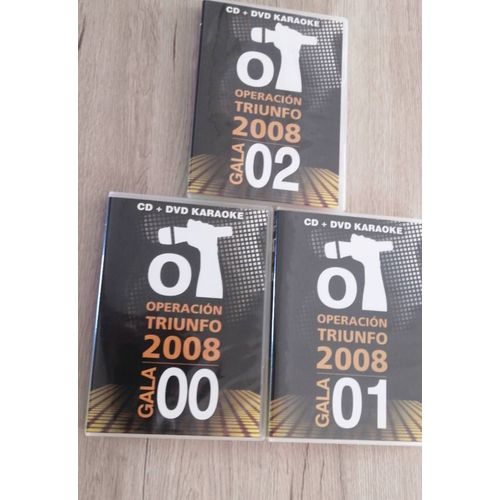 CD + DVD KARAOKE
OT
OPERACIÓN
TRIUNFO
2008
GALA 02
CD + DVD KARAOKE
OT
OPERACIÓN
TRIUNFO
2008
GALA 00
CD + DVD KARAOKE
OT
OPERACIÓN
TRIUNFO
2008
GALA 01